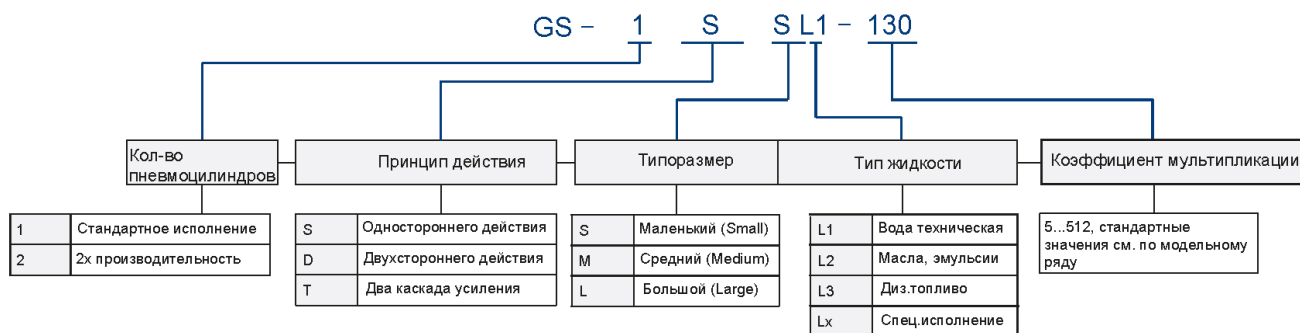 GS - 1 S S L1 - 130
Кол-во
пневмоцилиндров
Принцип действия
Типоразмер
Тип жидкости
Коэффициент мультипликации
1 Стандартное исполнение
2 2х производительность
S Одностороннего действия
D Двухстороннего действия
T Два каскада усиления
S Маленький (Small)
M Средний (Medium)
L Большой (Large)
L1 Вода техническая
L2 Масла, эмульсии
L3 Диз.топливо
Lx Спец.исполнение
5...512, стандартные
значения см. по модельному
ряду